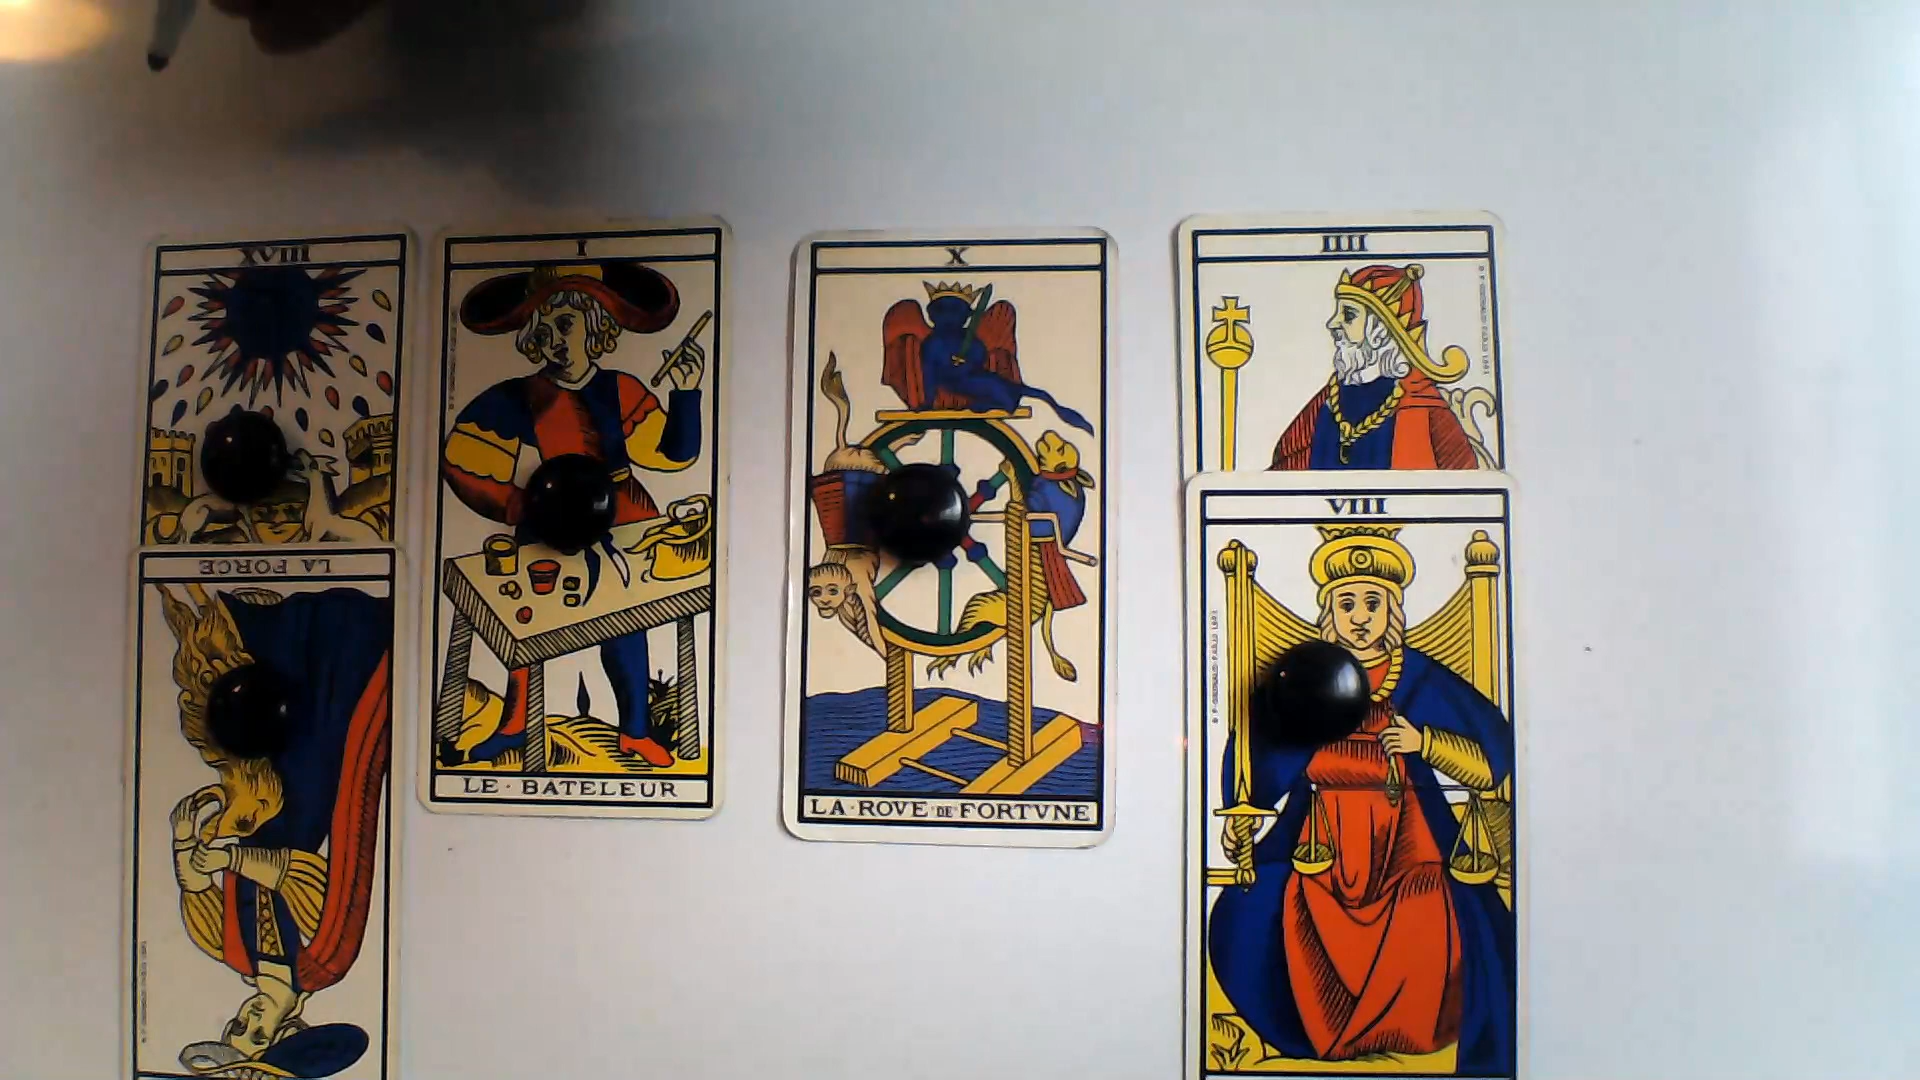 XVIII
LA FORCE
I
LE·BATELEUR
X
LA·ROVE DE FORTVNE
IIII
VIII